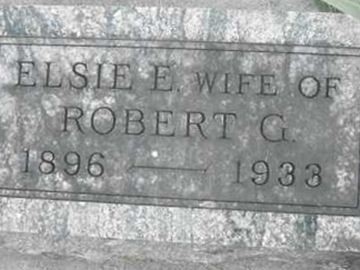 ELSIE E. WIFE OF
ROBERT G.
1896 — 1933